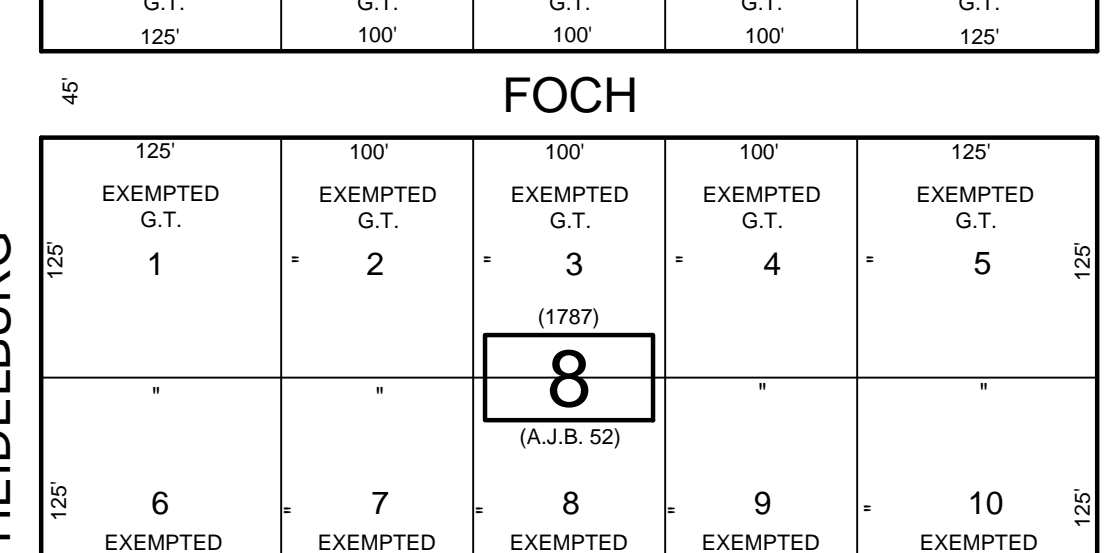 G.T. G.T. G.T. G.T. G.T.
125' 100' 100' 100' 125'
45'
FOCH
125' 100' 100' 100' 125'
EXEMPTED EXEMPTED EXEMPTED EXEMPTED EXEMPTED
G.T. G.T. G.T. G.T. G.T.
125' 1 " 2 " 3 " 4 " 5 125'
(1787)
8
" " " "
(A.J.B. 52)
125' 6 " 7 " 8 " 9 " 10 125'
EXEMPTED EXEMPTED EXEMPTED EXEMPTED EXEMPTED